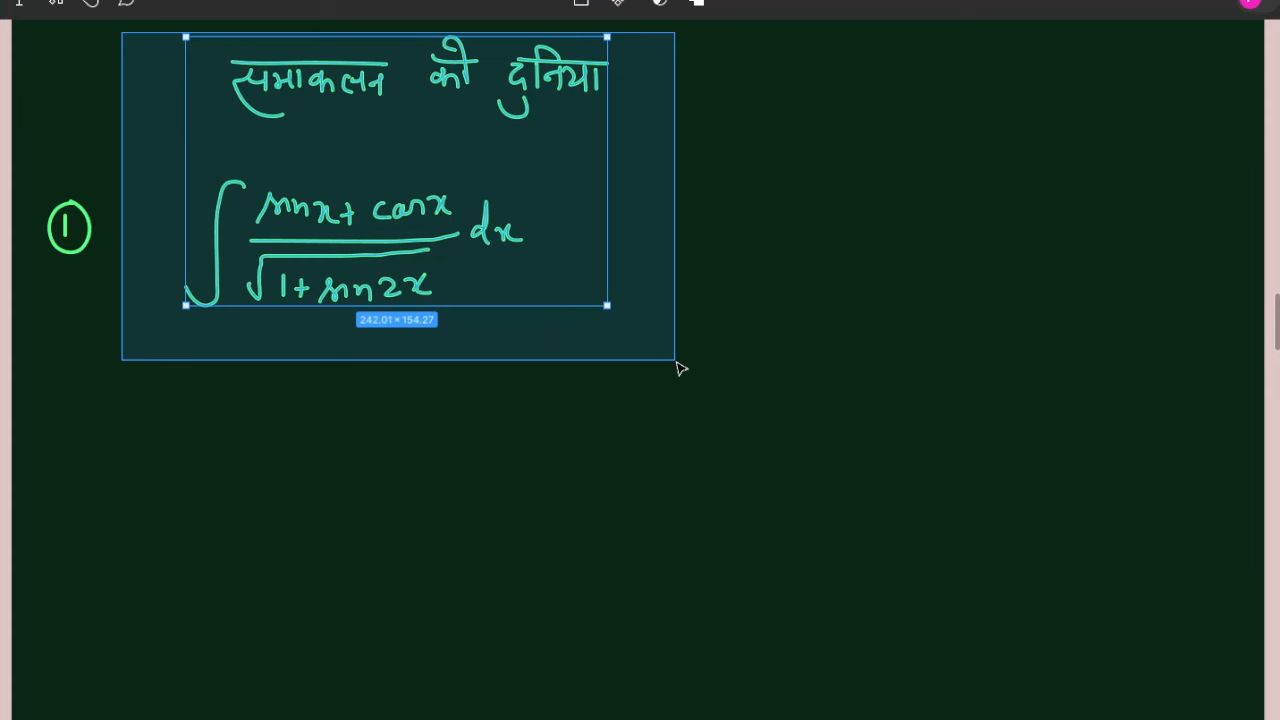 समाकलन की दुनिया
① ∫ (sinx + cosx) / √(1 + sin2x) dx
242.01 × 154.27